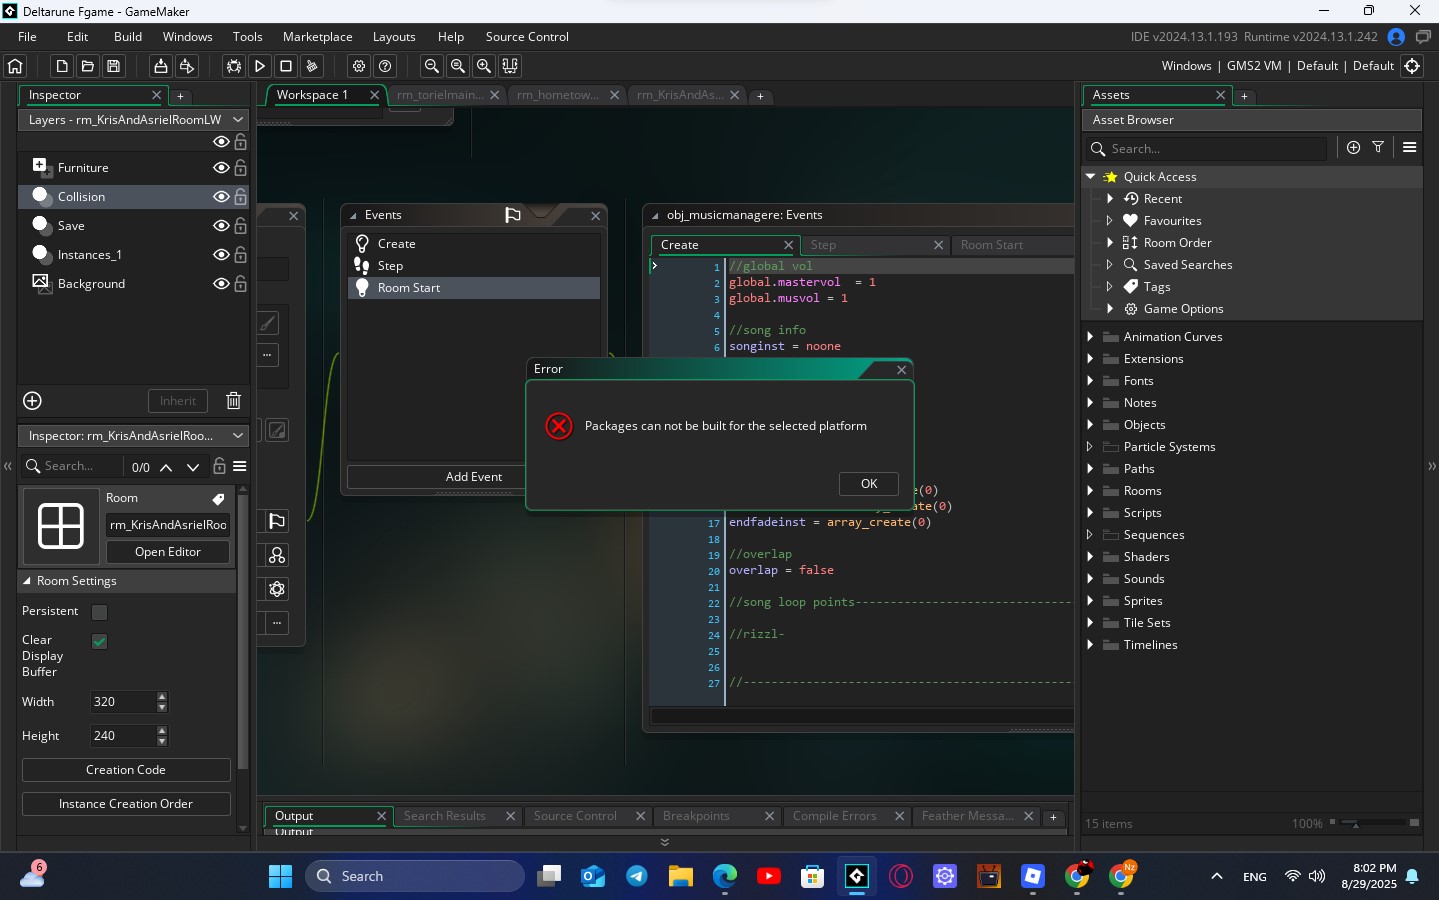 Deltarune Fgame - GameMaker
File Edit Build Windows Tools Marketplace Layouts Help Source Control
IDE v2024.13.1.193 Runtime v2024.13.1.242
Windows | GMS2 VM | Default | Default
Inspector
Layers - rm_KrisAndAsrielRoomLW
Furniture
Collision
Save
Instances_1
Background
Inherit
Inspector: rm_KrisAndAsrielRoo...
Search...
0/0
Room
rm_KrisAndAsrielRoo
Open Editor
Room Settings
Persistent
Clear
Display
Buffer
Width
320
Height
240
Creation Code
Instance Creation Order
Workspace 1
rm_torielmain...
rm_hometow...
rm_KrisAndAs...
Events
Create
Step
Room Start
Add Event
obj_musicmanagere: Events
Create
Step
Room Start
1 //global vol
2 global.mastervol = 1
3 global.musvol = 1
4
5 //song info
6 songinst = noone
Error
Packages can not be built for the selected platform
OK
e(0)
ate(0)
17 endfadeinst = array_create(0)
18
19 //overlap
20 overlap = false
21
22 //song loop points-------------------------------
23
24 //rizzl-
25
26
27 //-----------------------------------------------
Output
Search Results
Source Control
Breakpoints
Compile Errors
Feather Messa...
Output
Assets
Asset Browser
Search...
Quick Access
Recent
Favourites
Room Order
Saved Searches
Tags
Game Options
Animation Curves
Extensions
Fonts
Notes
Objects
Particle Systems
Paths
Rooms
Scripts
Sequences
Shaders
Sounds
Sprites
Tile Sets
Timelines
15 items
100%
6
Search
Nz
ENG
8:02 PM
8/29/2025